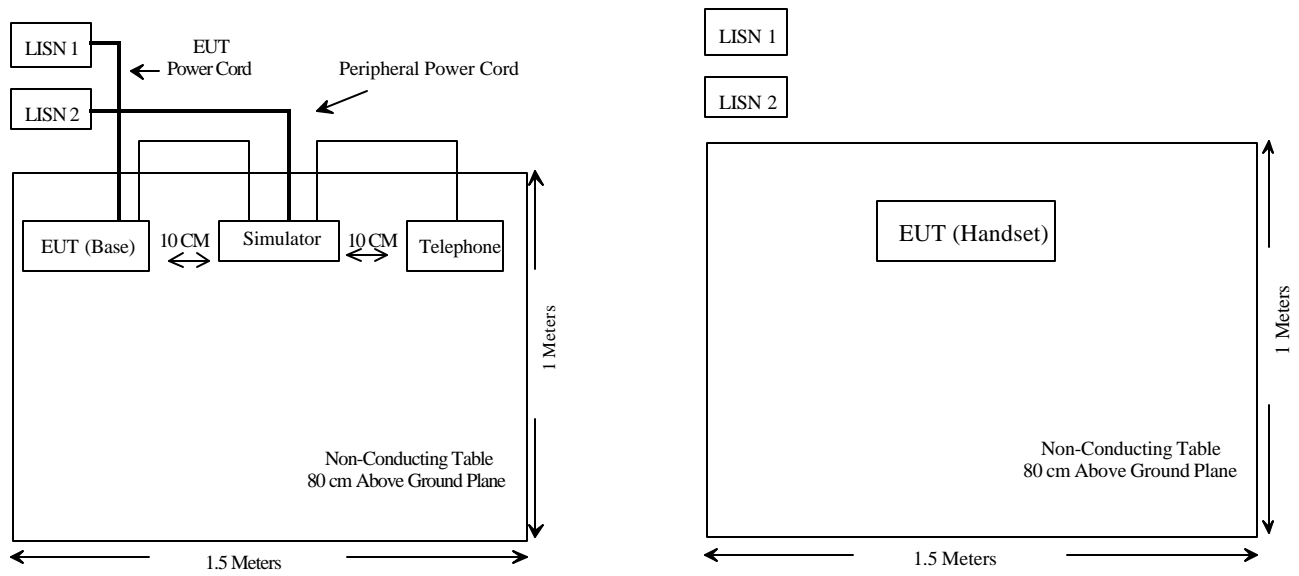 LISN 1
EUT
Power Cord
Peripheral Power Cord
LISN 2
EUT (Base)
10 CM
Simulator
10 CM
Telephone
1 Meters
Non-Conducting Table
80 cm Above Ground Plane
1.5 Meters
LISN 1
LISN 2
EUT (Handset)
1 Meters
Non-Conducting Table
80 cm Above Ground Plane
1.5 Meters